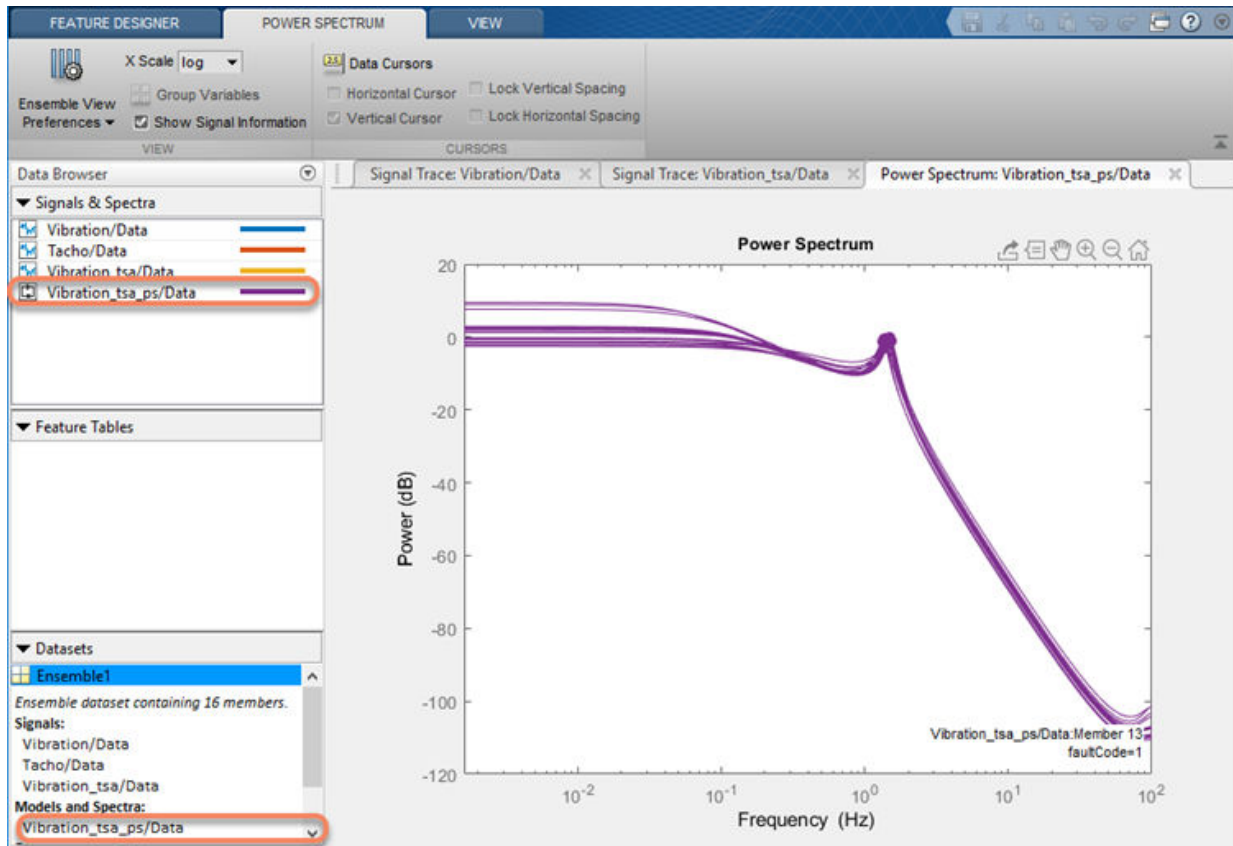 FEATURE DESIGNER
POWER SPECTRUM
VIEW
X Scale log
Group Variables
Show Signal Information
Ensemble View
Preferences
VIEW
Data Cursors
Horizontal Cursor
Lock Vertical Spacing
Vertical Cursor
Lock Horizontal Spacing
CURSORS
Data Browser
Signals & Spectra
Vibration/Data
Tacho/Data
Vibration_tsa/Data
Vibration_tsa_ps/Data
Feature Tables
Datasets
Ensemble1
Ensemble dataset containing 16 members.
Signals:
Vibration/Data
Tacho/Data
Vibration_tsa/Data
Models and Spectra:
Vibration_tsa_ps/Data
Signal Trace: Vibration/Data
Signal Trace: Vibration_tsa/Data
Power Spectrum: Vibration_tsa_ps/Data
Power Spectrum
20
0
-20
-40
-60
-80
-100
-120
Power (dB)
Vibration_tsa_ps/Data:Member 13
faultCode=1
10^-2
10^-1
10^0
10^1
10^2
Frequency (Hz)